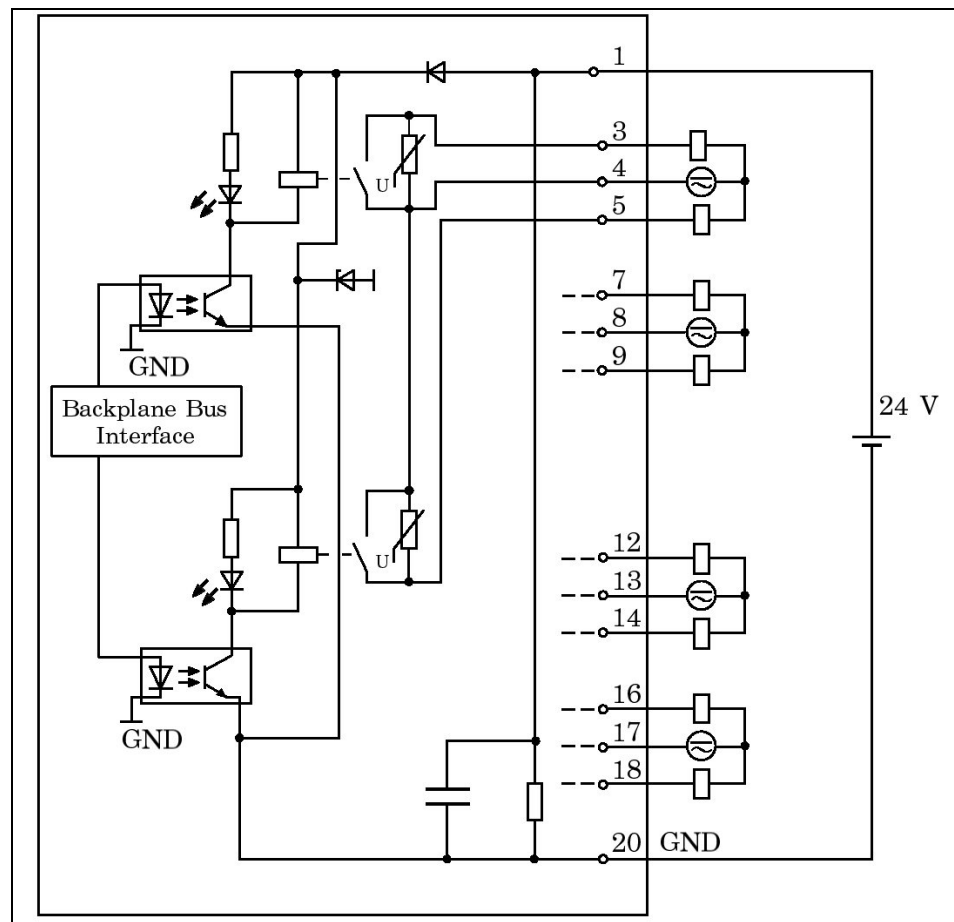 1
3
U
4
5
7
8
GND
9
Backplane Bus
Interface
24 V
12
U
13
14
16
GND
17
18
20 GND